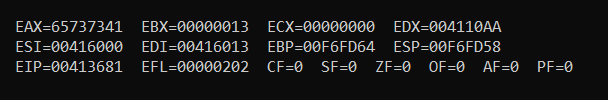 EAX=65737341 EBX=00000013 ECX=00000000 EDX=004110AA
ESI=00416000 EDI=00416013 EBP=00F6FD64 ESP=00F6FD58
EIP=00413681 EFL=00000202 CF=0 SF=0 ZF=0 OF=0 AF=0 PF=0